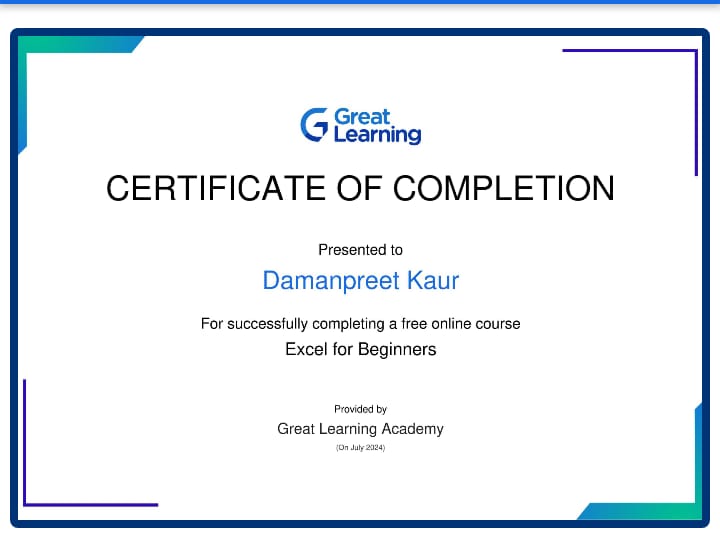 Great
Learning
CERTIFICATE OF COMPLETION
Presented to
Damanpreet Kaur
For successfully completing a free online course
Excel for Beginners
Provided by
Great Learning Academy
(On July 2024)